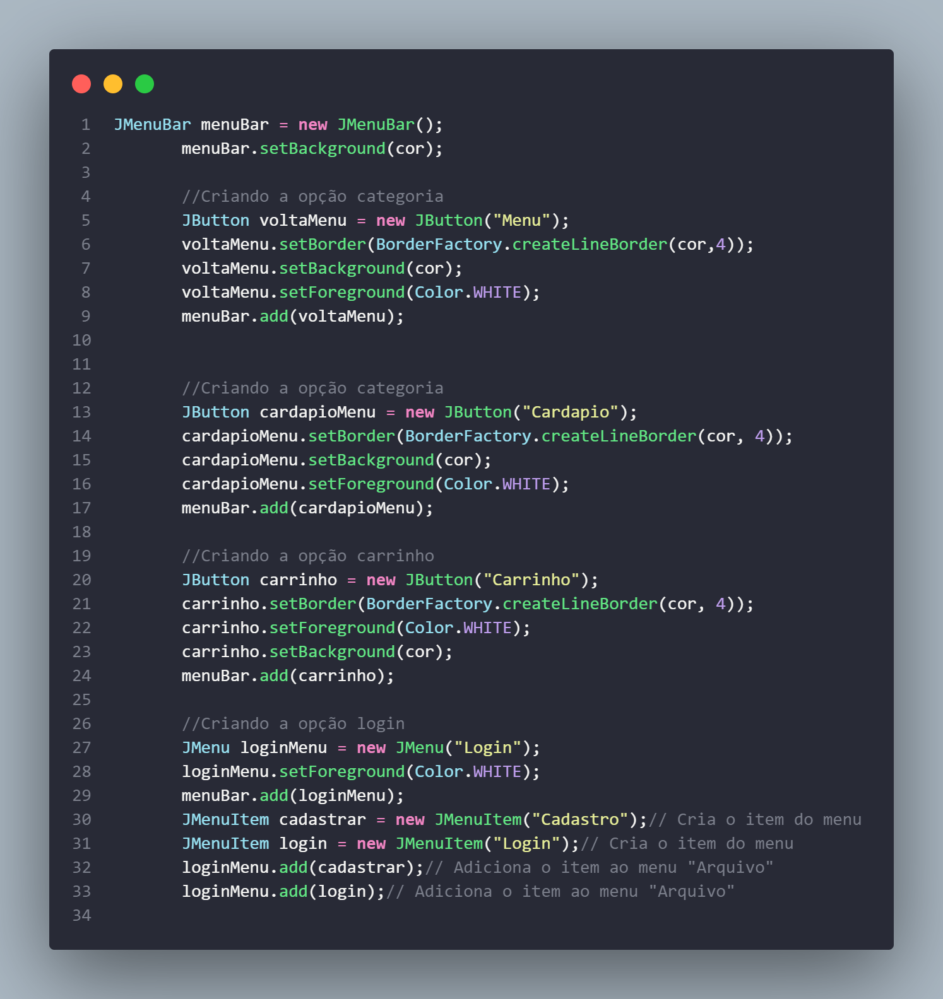 1 JMenuBar menuBar = new JMenuBar();
2 menuBar.setBackground(cor);
3
4 //Criando a opção categoria
5 JButton voltaMenu = new JButton("Menu");
6 voltaMenu.setBorder(BorderFactory.createLineBorder(cor,4));
7 voltaMenu.setBackground(cor);
8 voltaMenu.setForeground(Color.WHITE);
9 menuBar.add(voltaMenu);
10
11
12 //Criando a opção categoria
13 JButton cardapioMenu = new JButton("Cardapio");
14 cardapioMenu.setBorder(BorderFactory.createLineBorder(cor, 4));
15 cardapioMenu.setBackground(cor);
16 cardapioMenu.setForeground(Color.WHITE);
17 menuBar.add(cardapioMenu);
18
19 //Criando a opção carrinho
20 JButton carrinho = new JButton("Carrinho");
21 carrinho.setBorder(BorderFactory.createLineBorder(cor, 4));
22 carrinho.setForeground(Color.WHITE);
23 carrinho.setBackground(cor);
24 menuBar.add(carrinho);
25
26 //Criando a opção login
27 JMenu loginMenu = new JMenu("Login");
28 loginMenu.setForeground(Color.WHITE);
29 menuBar.add(loginMenu);
30 JMenuItem cadastrar = new JMenuItem("Cadastro");// Cria o item do menu
31 JMenuItem login = new JMenuItem("Login");// Cria o item do menu
32 loginMenu.add(cadastrar);// Adiciona o item ao menu "Arquivo"
33 loginMenu.add(login);// Adiciona o item ao menu "Arquivo"
34